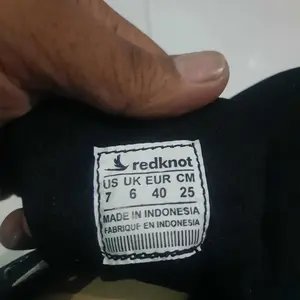 redknot
US UK EUR CM
7 6 40 25
MADE IN INDONESIA
FABRIQUE EN INDONESIA